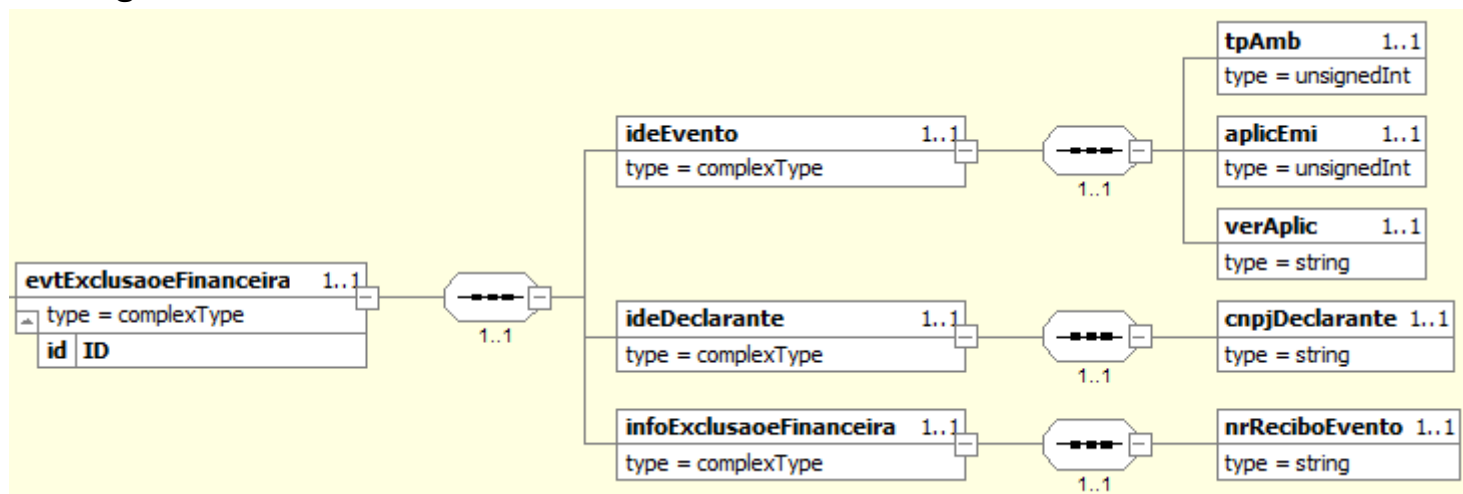 tpAmb 1..1
type = unsignedInt
ideEvento 1..1
type = complexType
1..1
aplicEmi 1..1
type = unsignedInt
verAplic 1..1
type = string
evtExclusaoeFinanceira 1..1
type = complexType
id ID
1..1
ideDeclarante 1..1
type = complexType
1..1
cnpjDeclarante 1..1
type = string
infoExclusaoeFinanceira 1..1
type = complexType
1..1
nrReciboEvento 1..1
type = string